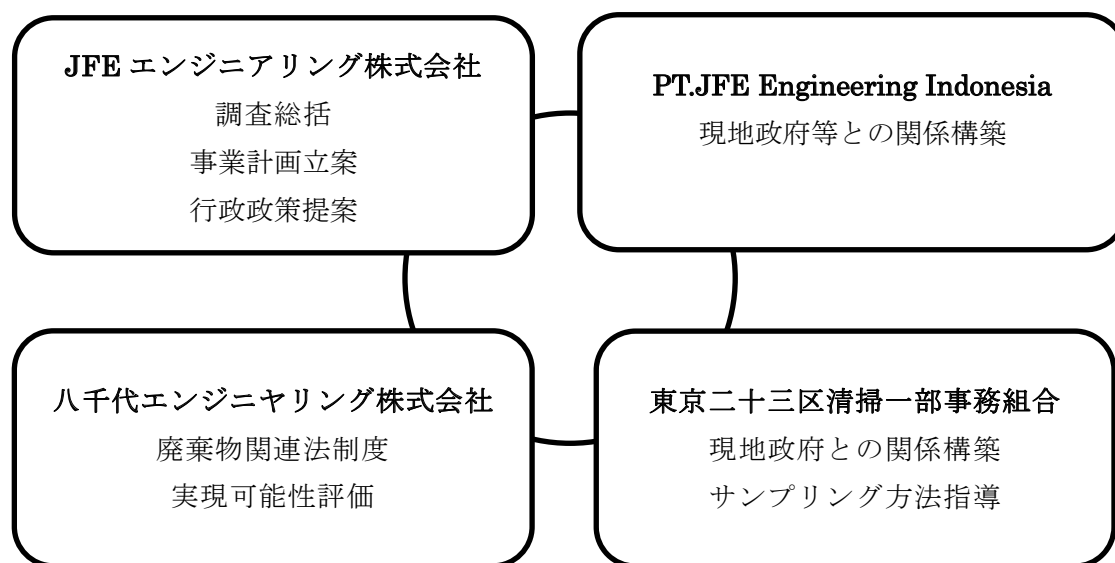 JFE エンジニアリング株式会社
調査総括
事業計画立案
行政政策提案
PT.JFE Engineering Indonesia
現地政府等との関係構築
八千代エンジニヤリング株式会社
廃棄物関連法制度
実現可能性評価
東京二十三区清掃一部事務組合
現地政府との関係構築
サンプリング方法指導